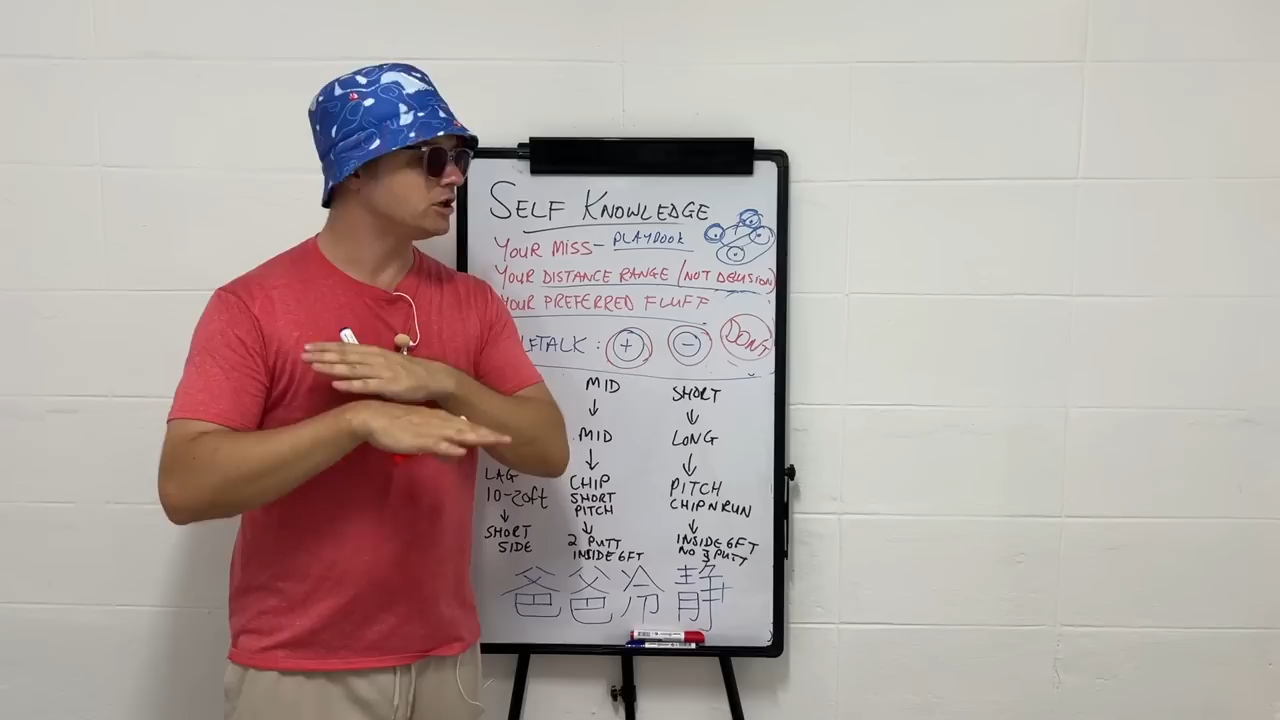 SELF KNOWLEDGE
YOUR MISS - PLAYBOOK
YOUR DISTANCE RANGE (NOT DELUSION)
YOUR PREFERRED FLUFF
LFTALK : + - DONT
MID SHORT
MID LONG
LAG CHIP PITCH
10-20ft SHORT CHIPNRUN
PITCH
SHORT 2 PUTT INSIDE 6FT
SIDE INSIDE 6FT NO 3 PUTT
爸爸冷静